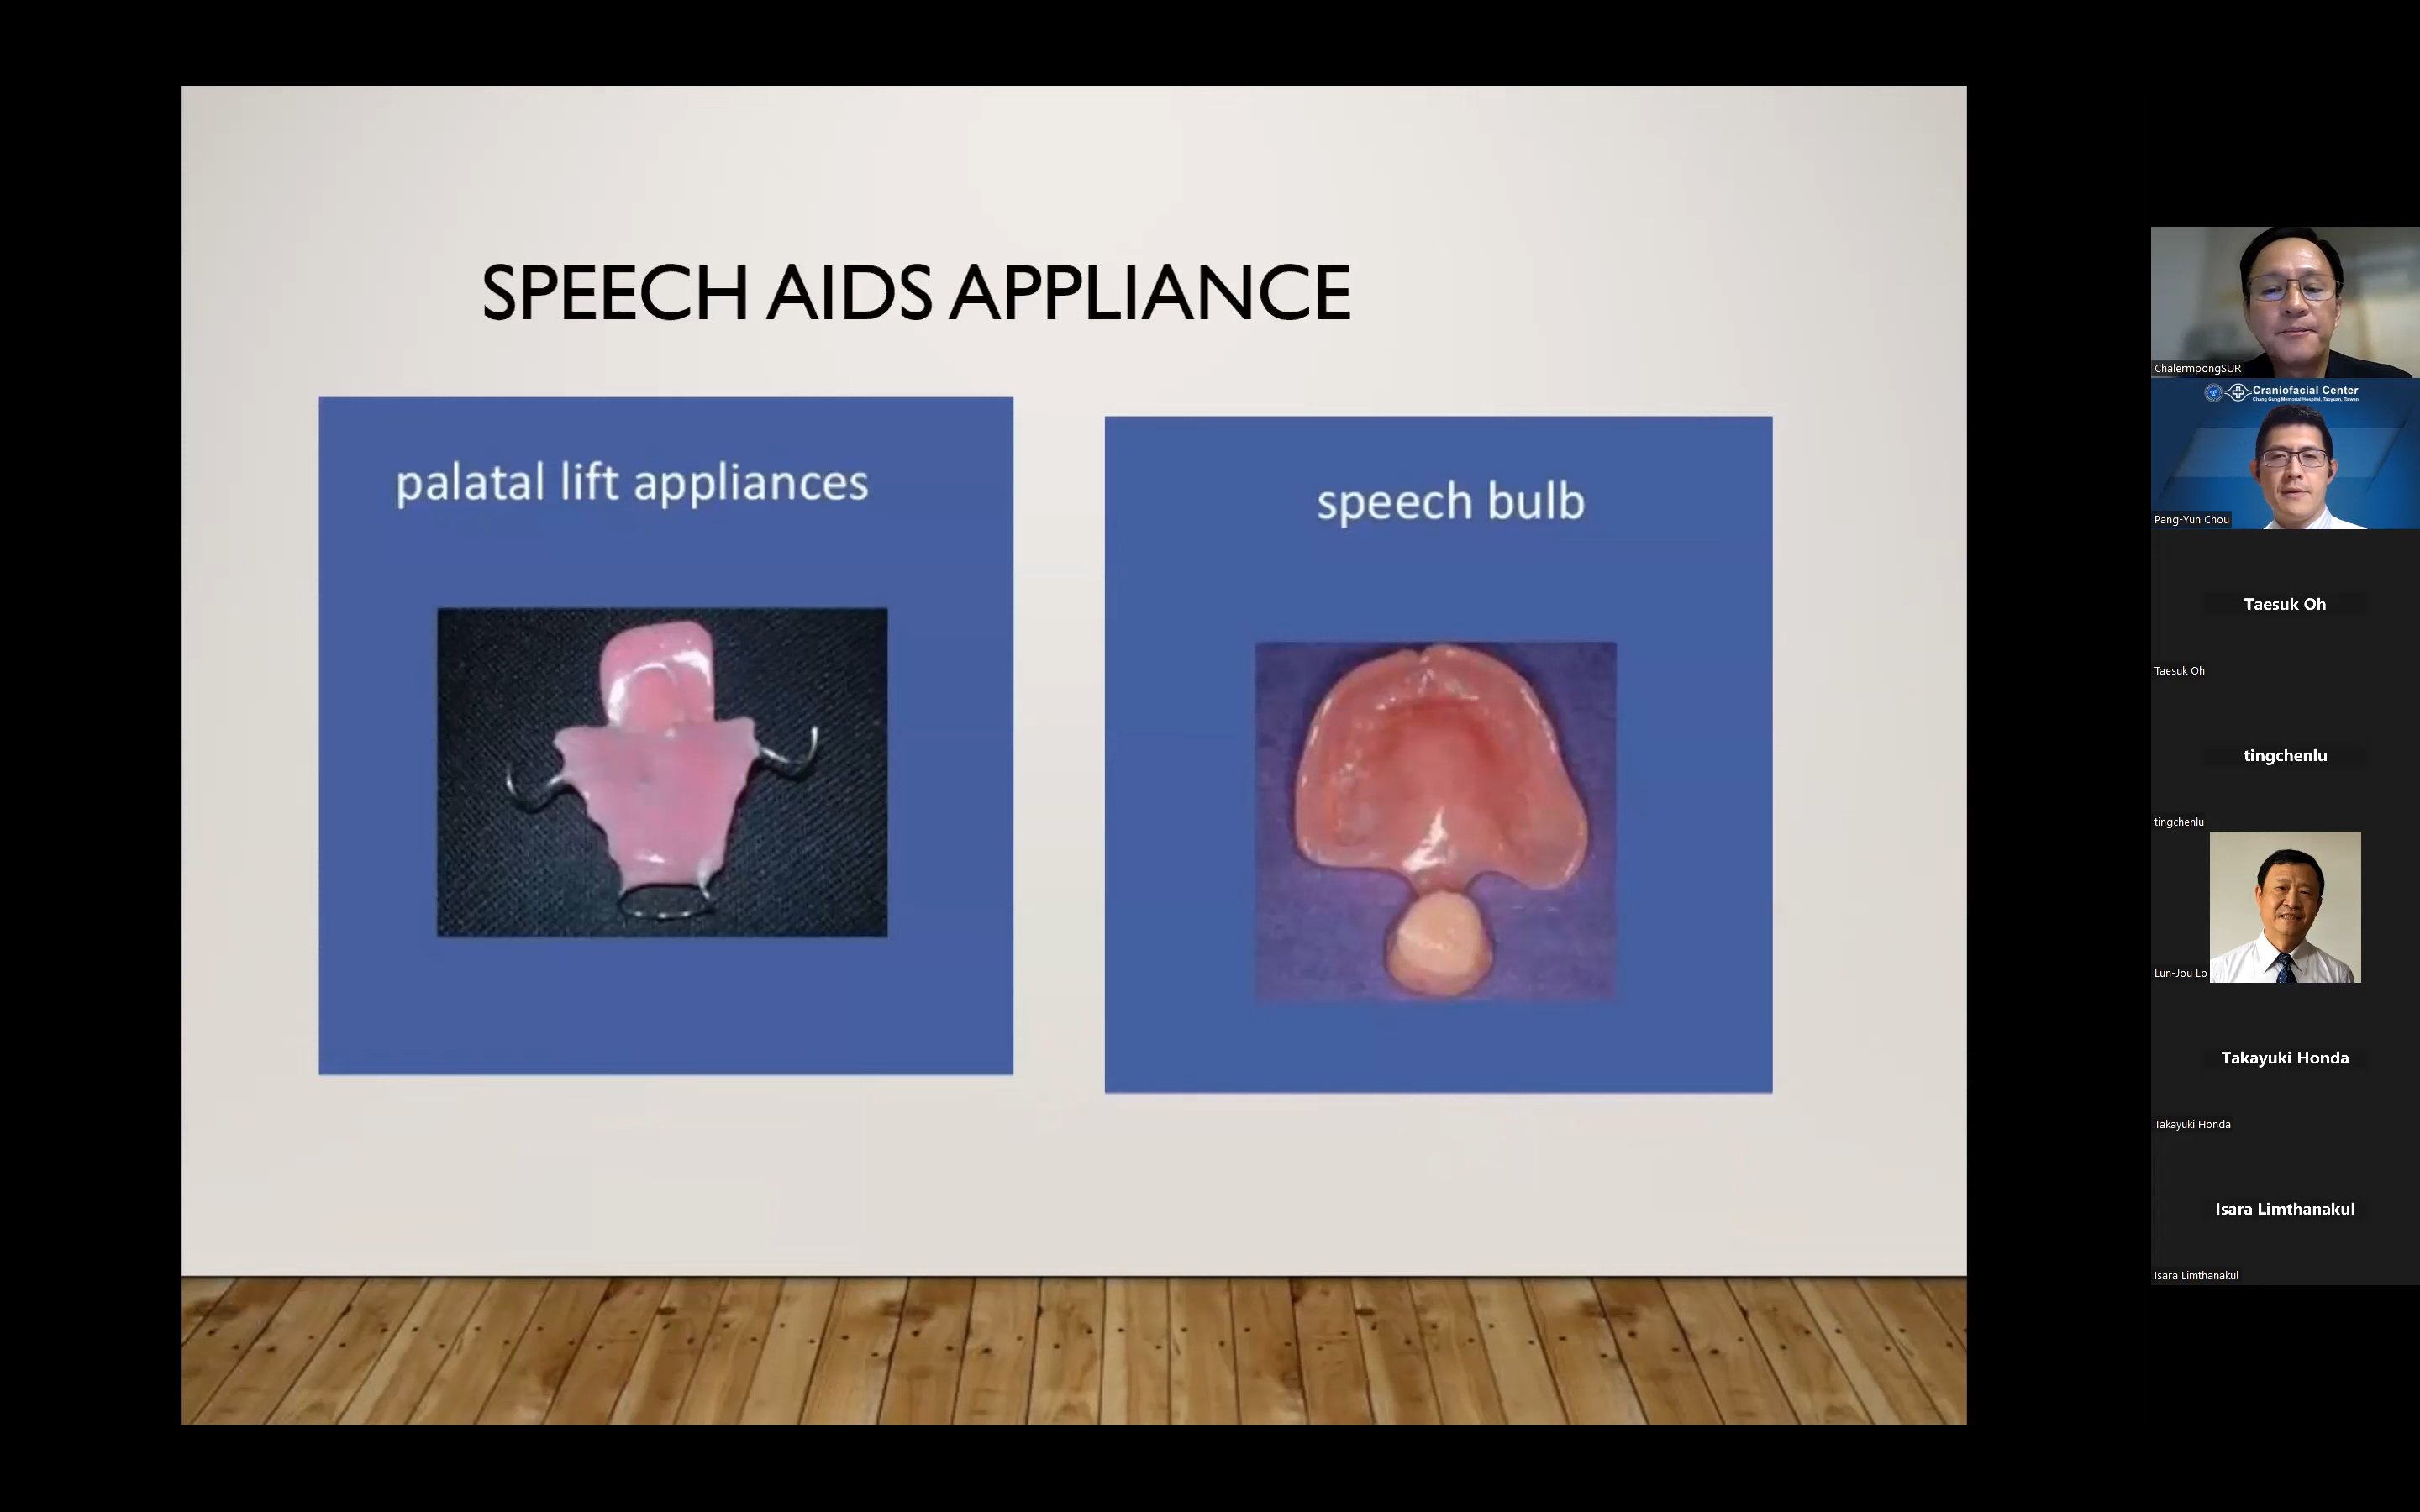 SPEECH AIDS APPLIANCE
palatal lift appliances
speech bulb
ChalermpongSUR
Craniofacial Center
Chang Gung Memorial Hospital, Taoyuan, Taiwan
Pang-Yun Chou
Taesuk Oh
Taesuk Oh
tingchenlu
tingchenlu
Lun-Jou Lo
Takayuki Honda
Takayuki Honda
Isara Limthanakul
Isara Limthanakul